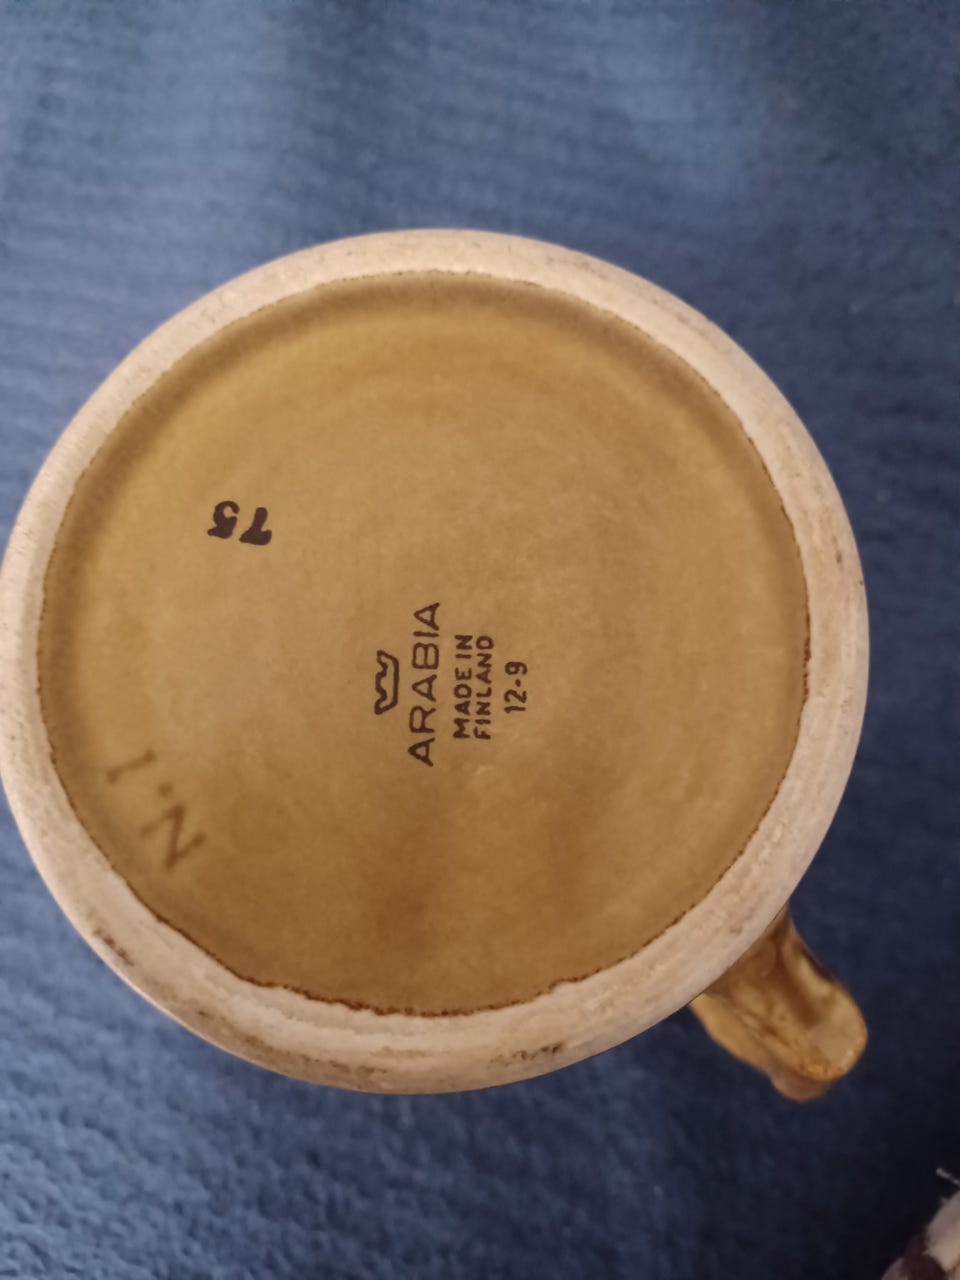 ARABIA
MADE IN
FINLAND
12-9
75
N.I